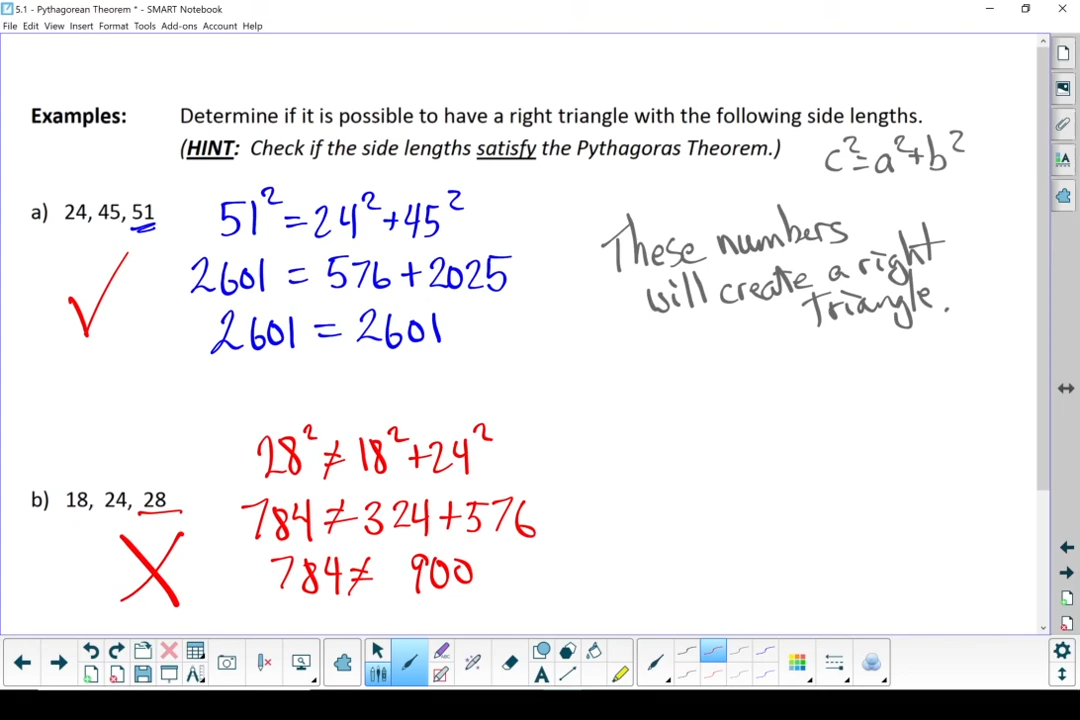 5.1 - Pythagorean Theorem * - SMART Notebook
File Edit View Insert Format Tools Add-ons Account Help
Examples: Determine if it is possible to have a right triangle with the following side lengths.
(HINT: Check if the side lengths satisfy the Pythagoras Theorem.)
c²=a²+b²
a) 24, 45, 51
51²=24²+45²
2601 = 576+2025
2601 = 2601
These numbers
will create a right
triangle.
b) 18, 24, 28
28²≠18²+24²
784≠324+576
784≠ 900